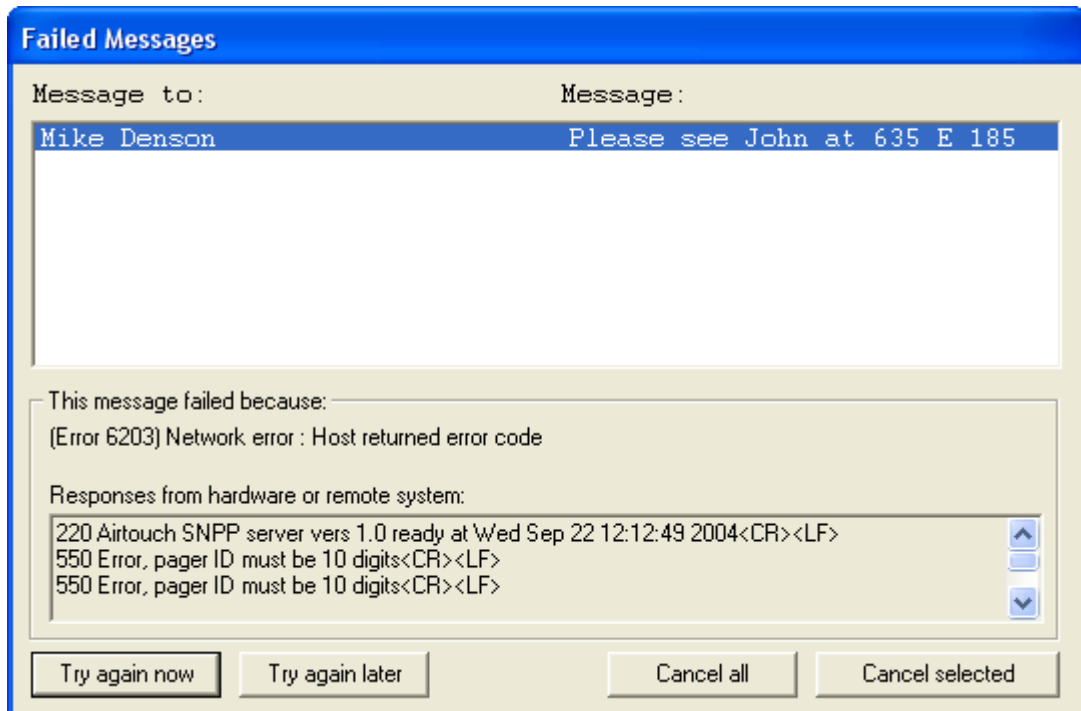 Failed Messages
Message to: Message:
Mike Denson Please see John at 635 E 185
This message failed because:
(Error 6203) Network error : Host returned error code
Responses from hardware or remote system:
220 Airtouch SNPP server vers 1.0 ready at Wed Sep 22 12:12:49 2004<CR><LF>
550 Error, pager ID must be 10 digits<CR><LF>
550 Error, pager ID must be 10 digits<CR><LF>
Try again now Try again later Cancel all Cancel selected